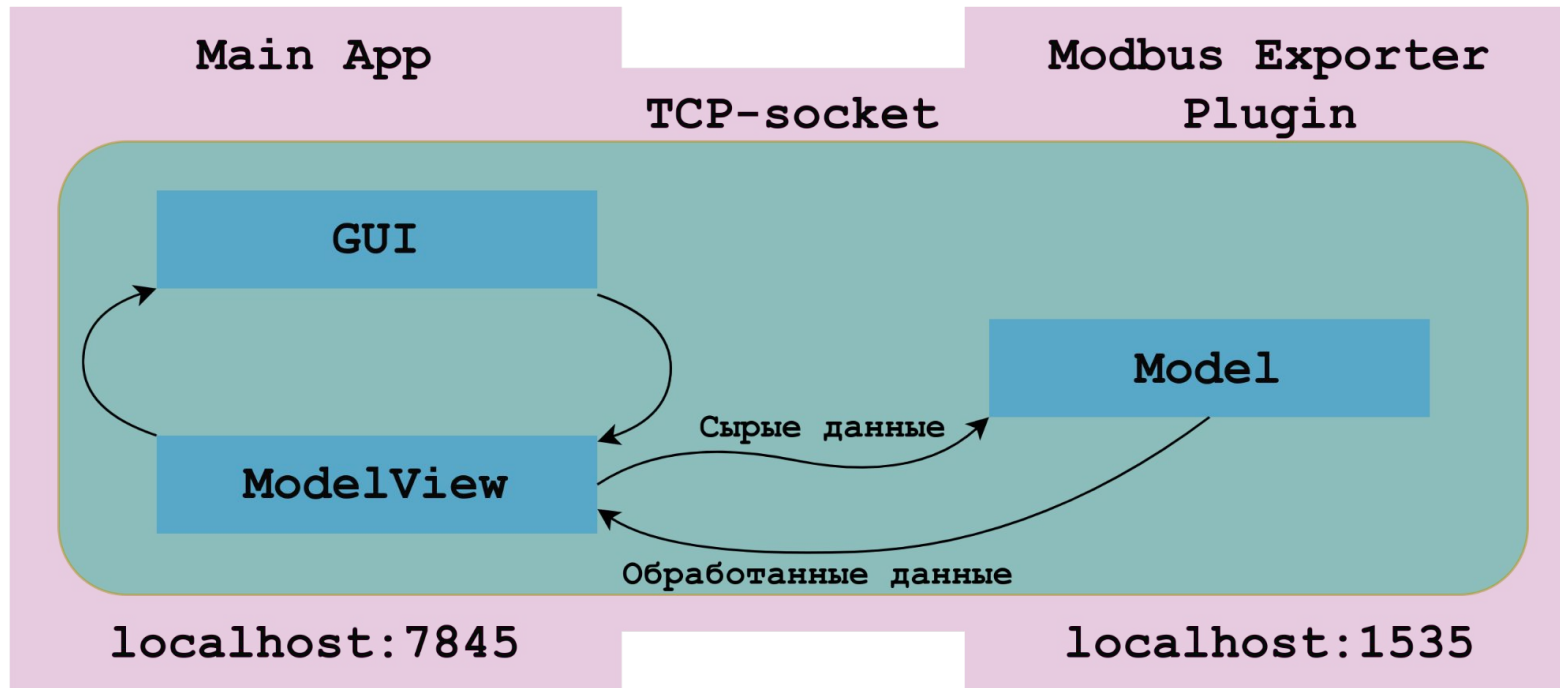 Main App
Modbus Exporter
Plugin
TCP-socket
GUI
Model
Сырые данные
ModelView
Обработанные данные
localhost:7845
localhost:1535